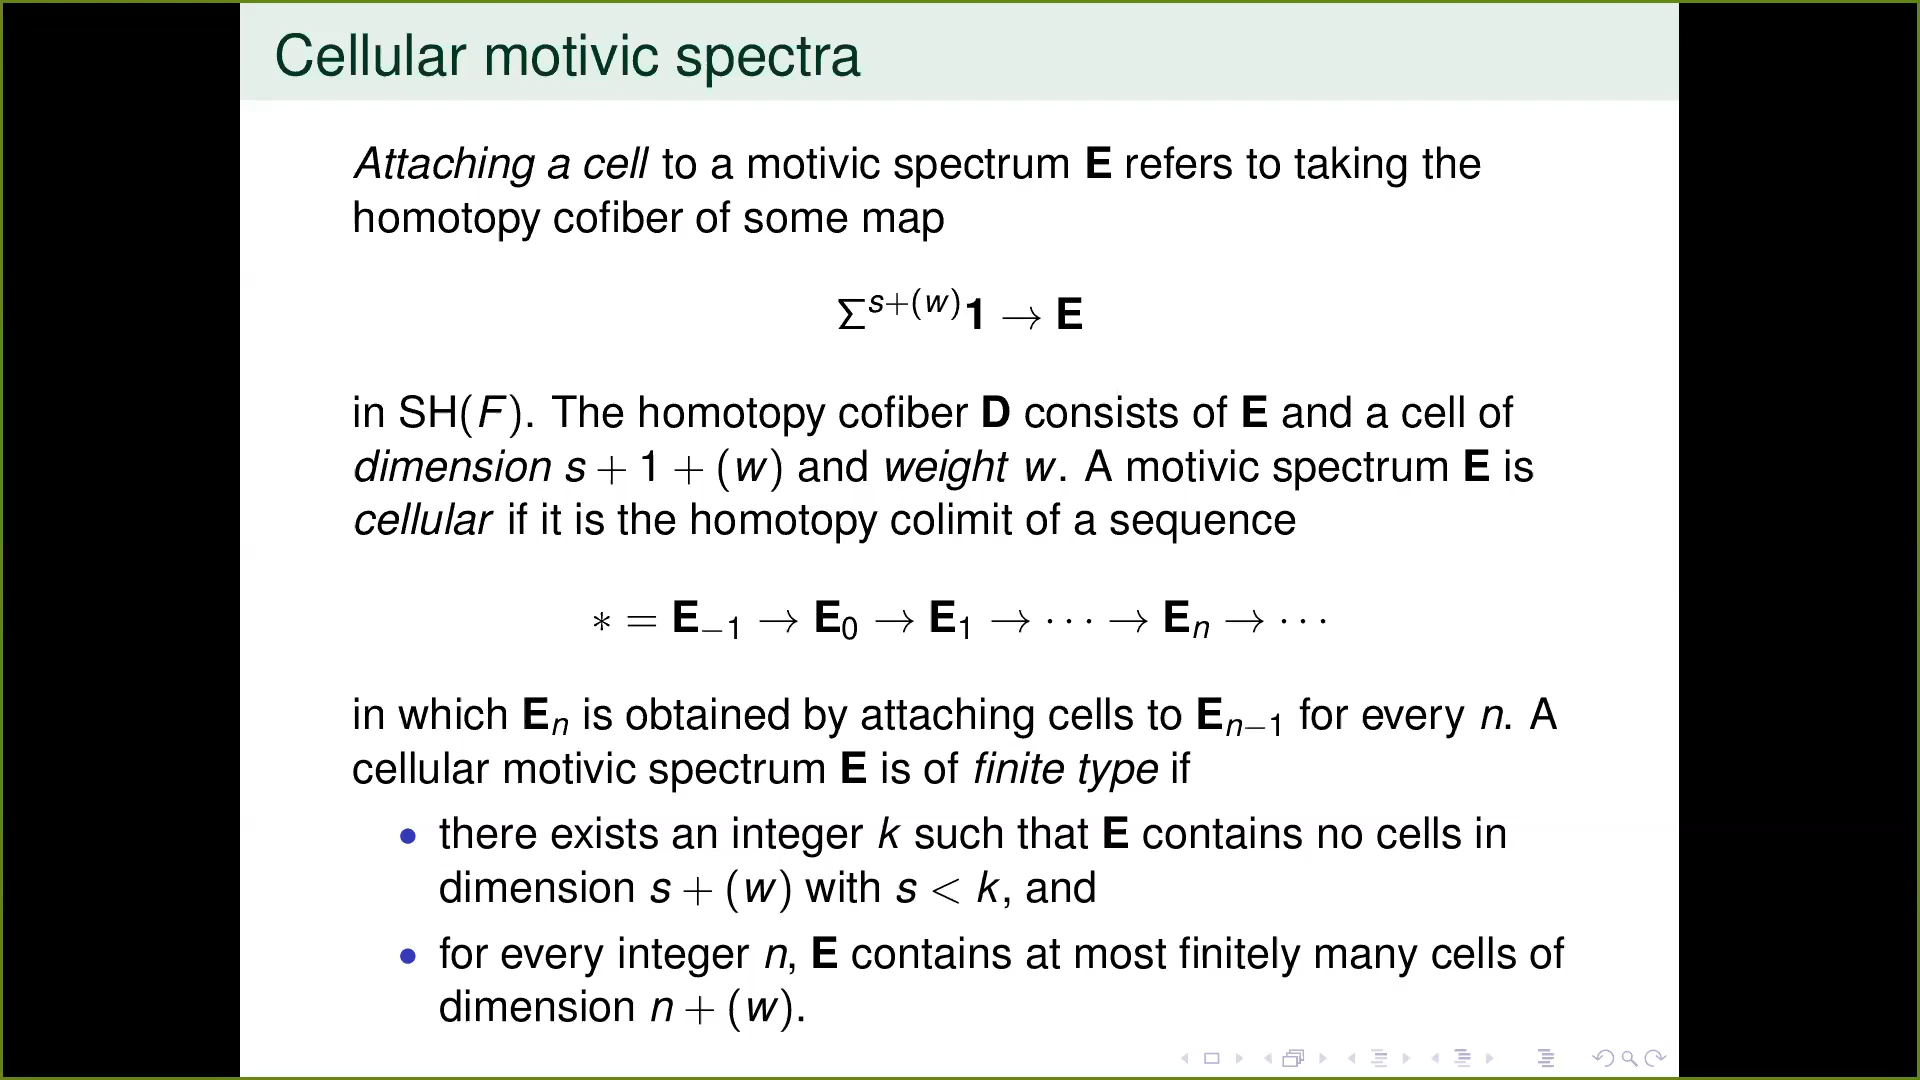 Cellular motivic spectra
Attaching a cell to a motivic spectrum E refers to taking the
homotopy cofiber of some map
Σ^{s+(w)}1 → E
in SH(F). The homotopy cofiber D consists of E and a cell of
dimension s + 1 + (w) and weight w. A motivic spectrum E is
cellular if it is the homotopy colimit of a sequence
∗ = E_{−1} → E_0 → E_1 → ··· → E_n → ···
in which E_n is obtained by attaching cells to E_{n−1} for every n. A
cellular motivic spectrum E is of finite type if
• there exists an integer k such that E contains no cells in
dimension s + (w) with s < k, and
• for every integer n, E contains at most finitely many cells of
dimension n + (w).